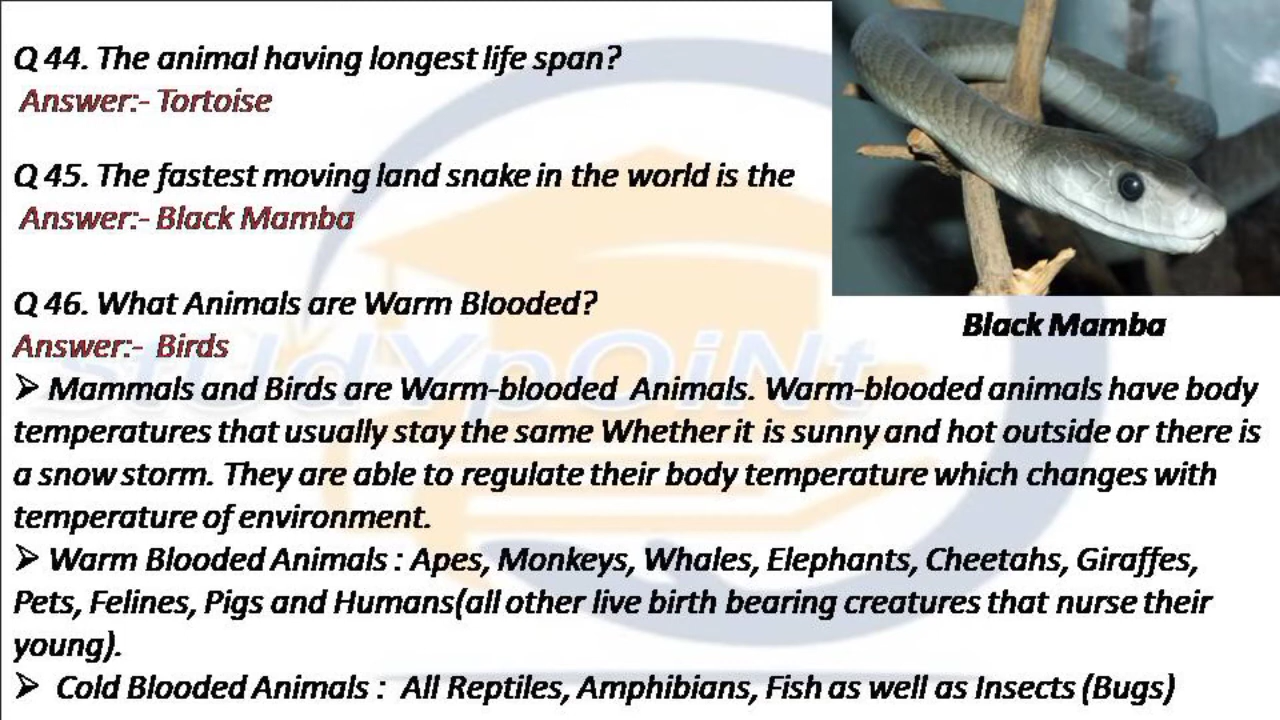 Q 44. The animal having longest life span?
Answer:- Tortoise
Q 45. The fastest moving land snake in the world is the
Answer:- Black Mamba
Q 46. What Animals are Warm Blooded?
Black Mamba
Answer:- Birds
stUdYpOiNt
➢ Mammals and Birds are Warm-blooded Animals. Warm-blooded animals have body
temperatures that usually stay the same Whether it is sunny and hot outside or there is
a snow storm. They are able to regulate their body temperature which changes with
temperature of environment.
➢ Warm Blooded Animals : Apes, Monkeys, Whales, Elephants, Cheetahs, Giraffes,
Pets, Felines, Pigs and Humans(all other live birth bearing creatures that nurse their
young).
➢ Cold Blooded Animals : All Reptiles, Amphibians, Fish as well as Insects (Bugs)